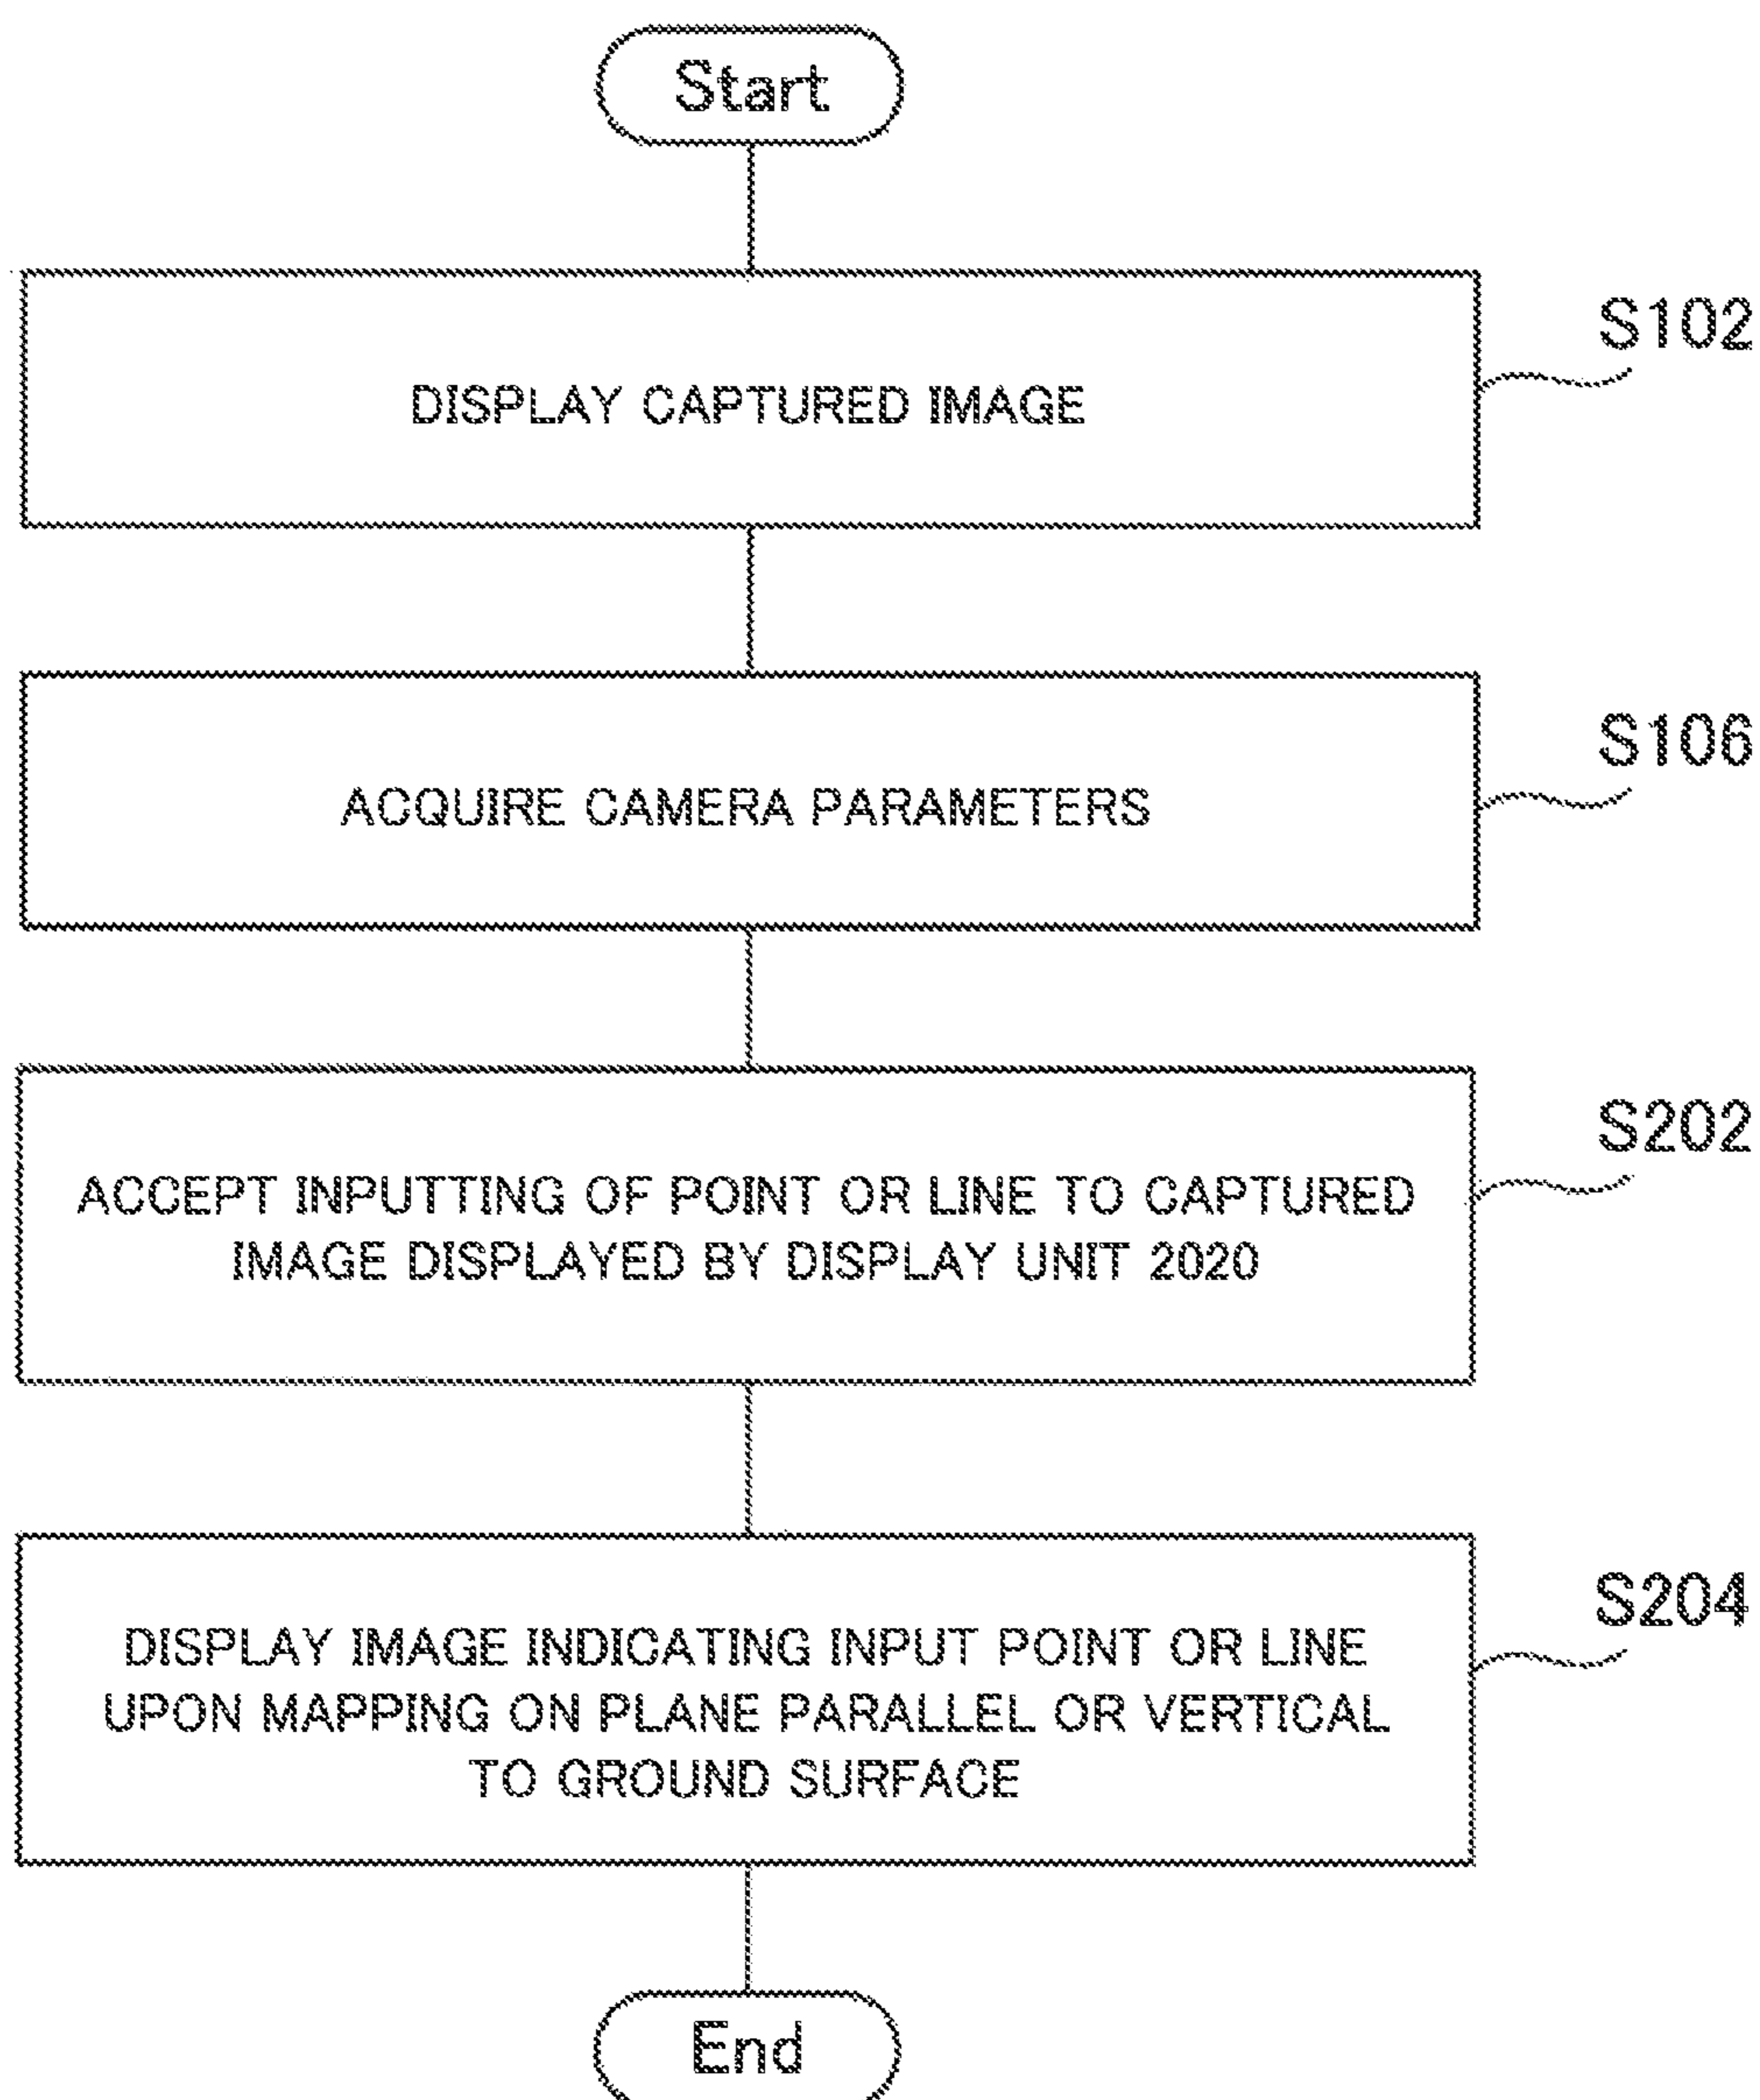 Start
S102
DISPLAY CAPTURED IMAGE
S106
ACQUIRE CAMERA PARAMETERS
S202
ACCEPT INPUTTING OF POINT OR LINE TO CAPTURED
IMAGE DISPLAYED BY DISPLAY UNIT 2020
S204
DISPLAY IMAGE INDICATING INPUT POINT OR LINE
UPON MAPPING ON PLANE PARALLEL OR VERTICAL
TO GROUND SURFACE
End